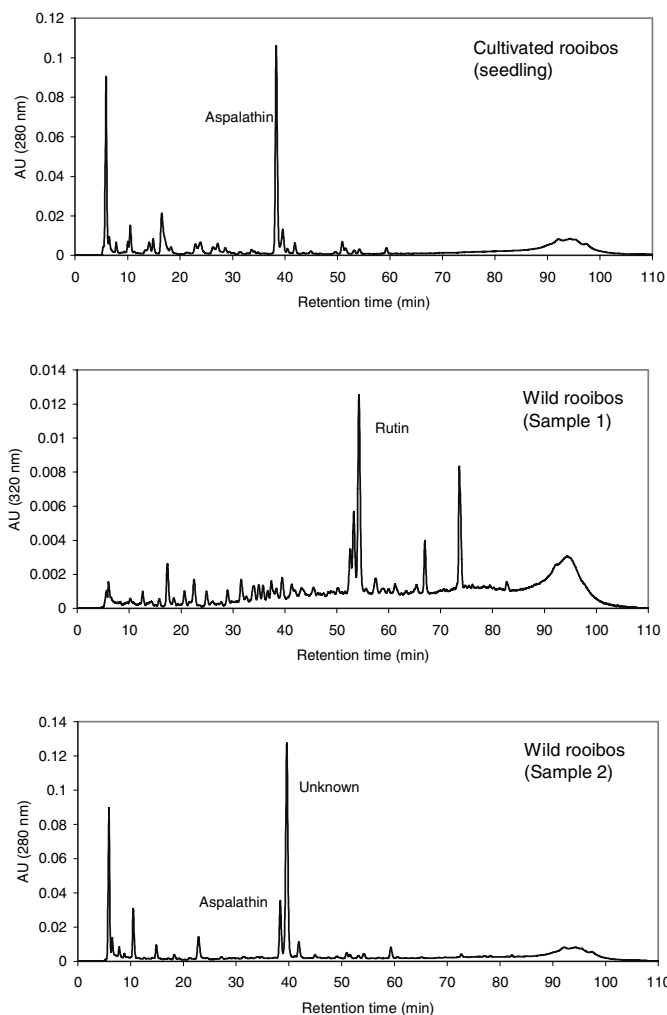 0.12
0.1
0.08
0.06
0.04
0.02
0
AU (280 nm)
Cultivated rooibos
(seedling)
Aspalathin
0 10 20 30 40 50 60 70 80 90 100 110
Retention time (min)
0.014
0.012
0.01
0.008
0.006
0.004
0.002
0
AU (320 nm)
Wild rooibos
(Sample 1)
Rutin
0 10 20 30 40 50 60 70 80 90 100 110
Retention time (min)
0.14
0.12
0.1
0.08
0.06
0.04
0.02
0
AU (280 nm)
Wild rooibos
(Sample 2)
Unknown
Aspalathin
0 10 20 30 40 50 60 70 80 90 100 110
Retention time (min)